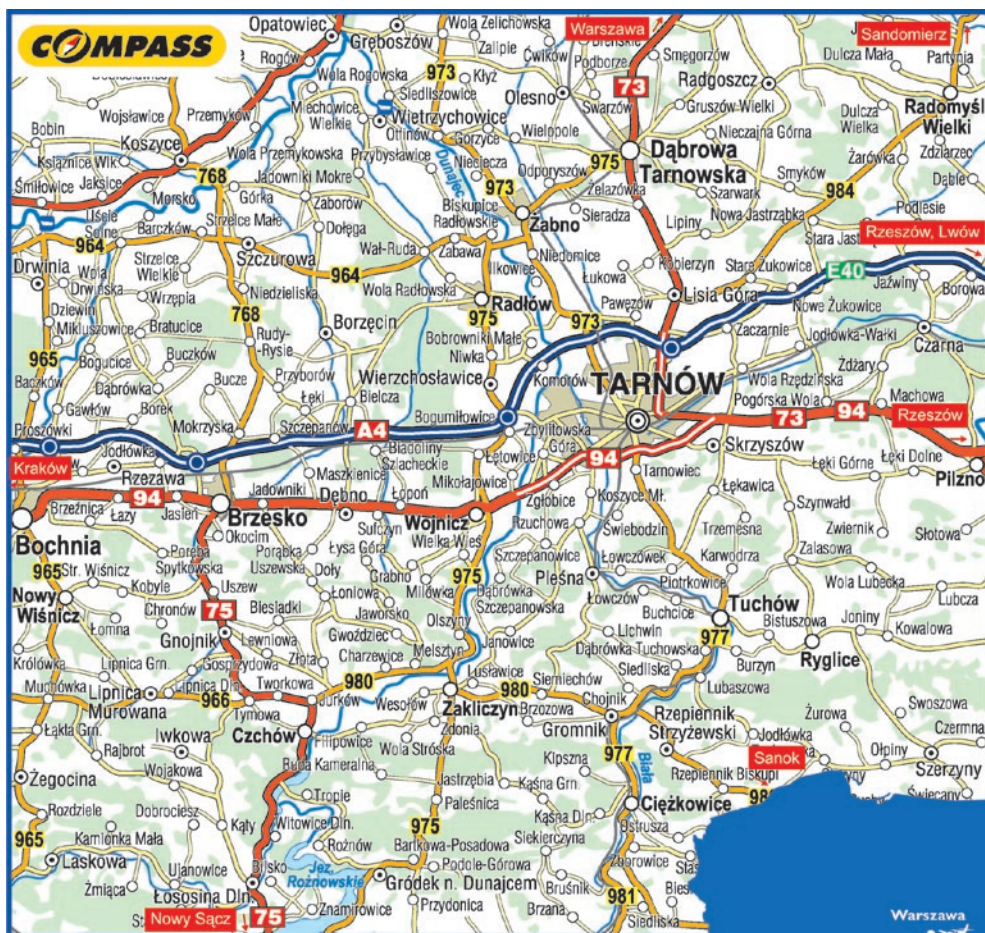 COMPASS
Opatowiec
Gręboszów
Wola Żelichowska
Zalipie
Ćwików
Warszawa
Podborze
Smęgorzów
Sandomierz
Dulcza Mała
Partynia
Rogów
Wola Rogowska
Siedliszowice
973
Kłyż
Olesno
Swarzów
73
Radgoszcz
Gruszów Wielki
Radomyśl
Wielki
Wojsławice
Przemyków
Miechowice
Wielkie
Wietrzychowice
Otfinów
Gorzyce
Wielopole
Dąbrowa
Tarnowska
Nieczajna Górna
Dulcza
Wielka
Zdziarzec
Bobin
Koszyce
Książnice Wlk.
Wola Przemykowska
Przybysławice
Nieciecza
Odporyszów
975
Żarówka
Dąbie
Śmiłowice
Jaksice
768
Jadowniki Mokre
Dunajec
973
Żelazówka
Smyków
984
Morsko
Górka
Zaborów
Biskupice
Radłowskie
Żabno
Sieradza
Szarwark
Nowa Jastrząbka
Podlesie
Uście
Solne
Strzelce Małe
Dołęga
Lipiny
Stara Jast
Rzeszów, Lwów
964
Barczków
Szczurowa
Wał-Ruda
Zabawa
Niedomice
Kobierzyn
Stare Żukowice
E40
Drwinia
Wola
Drwińska
Strzelce
Wielkie
964
Ilkowice
Łukowa
Jaźwiny
Borowa
Wrzępia
Niedzieliska
Wola Radłowska
Radłów
Pawęzów
Lisia Góra
Nowe Żukowice
Dziewin
Mikluszowice
Bratucice
768
Borzęcin
975
973
Zaczarnie
Jodłówka-Wałki
Czarna
965
Bogucice
Buczków
Rudy-
Rysie
Bobrowniki Małe
Niwka
Żdżary
Baczków
Dąbrówka
Bucze
Przyborów
Wierzchosławice
Komorów
TARNÓW
Wola Rzędzińska
Gawłów
Borek
Łęki
Bielcza
Pogórska Wola
Machowa
Proszówki
Mokrzyska
Szczepanów
A4
Bogumiłowice
73
94
Rzeszów
Jodłówka
Biadoliny
Szlacheckie
Zbylitowska
Góra
94
Skrzyszów
Kraków
Rzezawa
Maszkienice
Łętowice
Tarnowiec
Łęki Górne
Łęki Dolne
Pilzno
94
Jadowniki
Dębno
Łopoń
Mikołajowice
Zgłobice
Koszyce Mł.
Łękawica
Szynwałd
Brzeźnica
Łazy
Jasień
Brzesko
Sufczyn
Wojnicz
Rzuchowa
Świebodzin
Trzemesna
Zwiernik
Słotowa
Bochnia
Okocim
Wielka Wieś
Poręba
Spytkowska
Porąbka
Uszewska
Łysa Góra
Szczepanowice
Łowczówek
Karwodrza
Zalasowa
965
Str. Wiśnicz
Doły
Grabno
975
Pleśna
Piotrkowice
Wola Lubecka
Nowy
Wiśnicz
Kobyle
Uszew
Łoniowa
Milówka
Dąbrówka
Szczepanowska
Łowczów
Tuchów
Lubcza
Chronów
75
Biesiadki
Jaworsko
Buchcice
Joniny
Łomna
Gnojnik
Lewniowa
Gwoździec
Olszyny
Janowice
Lichwin
977
Bistuszowa
Kowalowa
Królówka
Lipnica Grn.
Gosprzydowa
Złota
Charzewice
Melsztyn
Dąbrówka Tuchowska
Burzyn
Ryglice
Muchówka
Lipnica Dln.
Lusławice
Siemiechów
Siedliska
Lipnica
Murowana
966
Tworkowa
980
980
Chojnik
Lubaszowa
Jurków
Wesołów
Zakliczyn
Brzozowa
Rzepiennik
Strzyżewski
Żurowa
Swoszowa
Łąkta Grn.
Tymowa
Gromnik
Jodłówka
Czermna
Rajbrot
Iwkowa
Czchów
Filipowice
Wola Stróska
Zdonia
Ołpiny
Żegocina
Wojakowa
Ruda Kameralna
Jastrzębia
Kipszna
977
Biała
Sanok
Szerzyny
Kąśna Grn.
Rzepiennik Biskupi
Święcany
Rozdziele
Dobrociesz
Trople
Paleśnica
Ciężkowice
965
Kamionka Mała
Kąty
Witowice Dln.
975
Kąśna Dln.
Ostrusza
Laskowa
Rożnów
Bartkowa-Posadowa
Siekierczyna
Zborowice
Ujanowice
Bilsko
Jez.
Rożnowskie
Podole-Górowa
Żmiąca
Łososina Dln.
Gródek n. Dunajcem
Bruśnik
981
Nowy Sącz
75
Znamirowice
Przydonica
Brzana
Siedliska
Warszawa